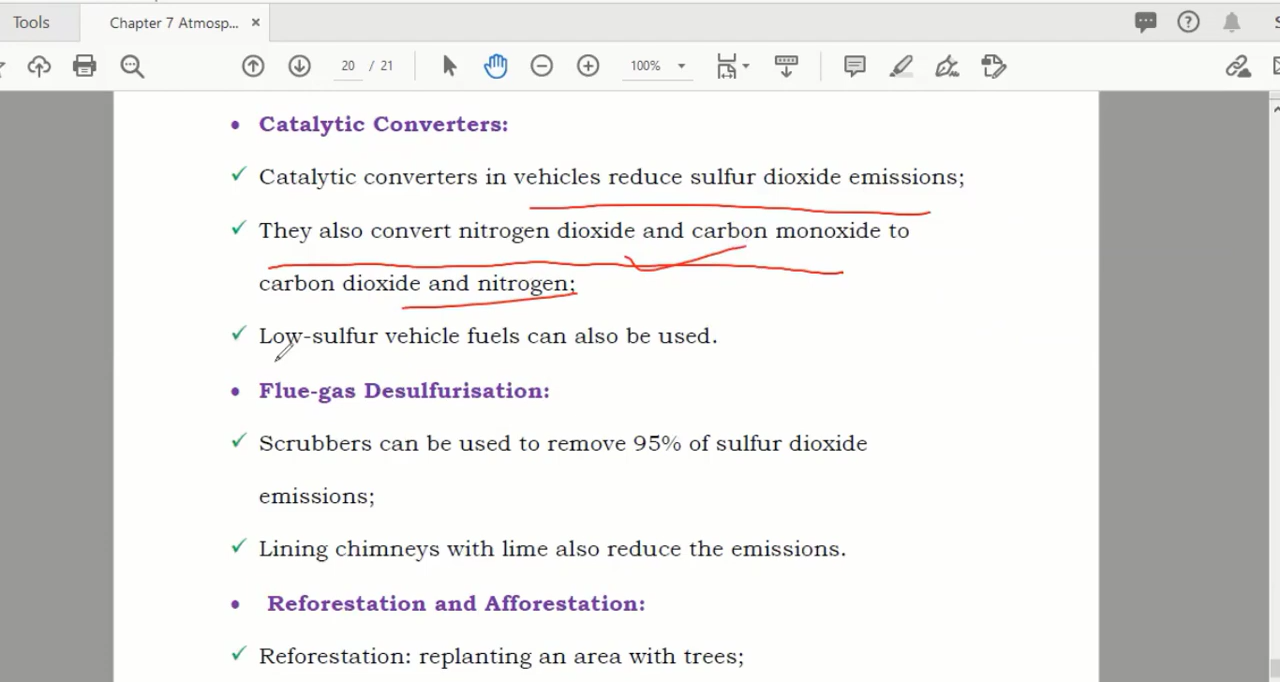 Tools
Chapter 7 Atmosp... ×
20 / 21
100%
• Catalytic Converters:
✓ Catalytic converters in vehicles reduce sulfur dioxide emissions;
✓ They also convert nitrogen dioxide and carbon monoxide to
carbon dioxide and nitrogen;
✓ Low-sulfur vehicle fuels can also be used.
• Flue-gas Desulfurisation:
✓ Scrubbers can be used to remove 95% of sulfur dioxide
emissions;
✓ Lining chimneys with lime also reduce the emissions.
• Reforestation and Afforestation:
✓ Reforestation: replanting an area with trees;